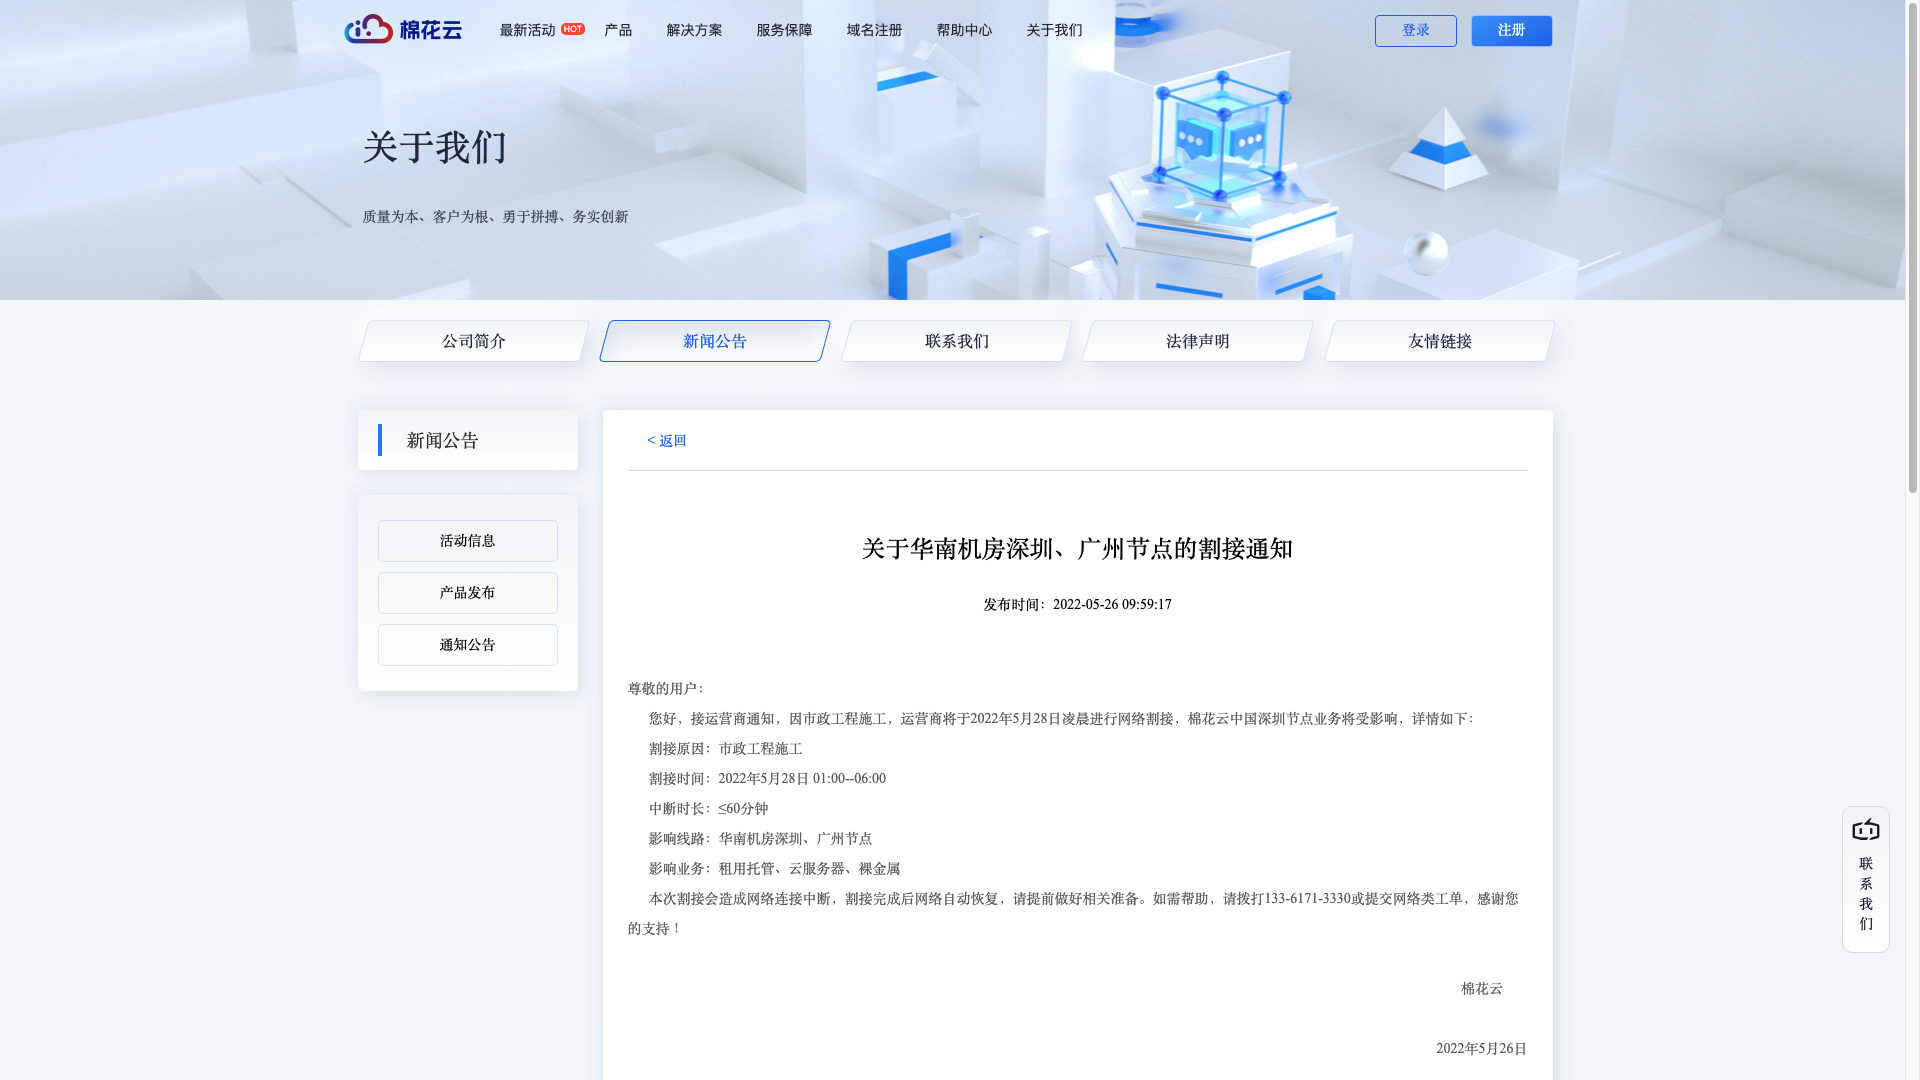 棉花云
最新活动 HOT 产品 解决方案 服务保障 域名注册 帮助中心 关于我们 登录 注册
关于我们
质量为本、客户为根、勇于拼搏、务实创新
公司简介 新闻公告 联系我们 法律声明 友情链接
新闻公告
活动信息
产品发布
通知公告
< 返回
关于华南机房深圳、广州节点的割接通知
发布时间：2022-05-26 09:59:17
尊敬的用户：
您好，接运营商通知，因市政工程施工，运营商将于2022年5月28日凌晨进行网络割接，棉花云中国深圳节点业务将受影响，详情如下：
割接原因：市政工程施工
割接时间：2022年5月28日 01:00--06:00
中断时长：≤60分钟
影响线路：华南机房深圳、广州节点
影响业务：租用托管、云服务器、裸金属
本次割接会造成网络连接中断，割接完成后网络自动恢复，请提前做好相关准备。如需帮助，请拨打133-6171-3330或提交网络类工单，感谢您
的支持！
棉花云
2022年5月26日
联
系
我
们